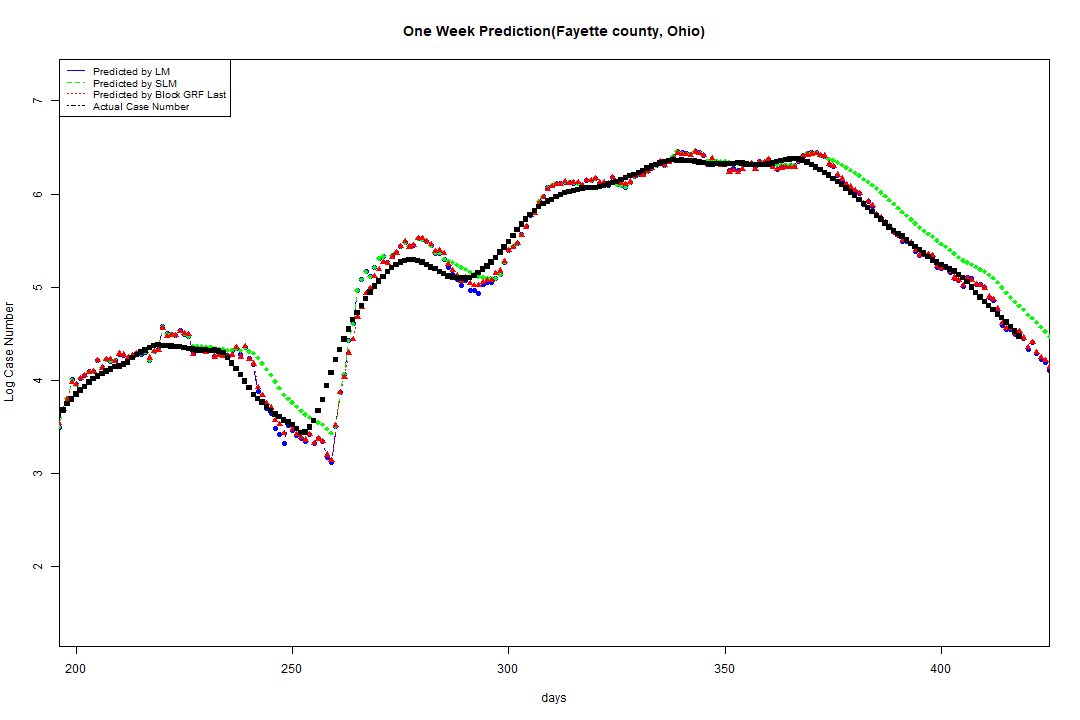 One Week Prediction(Fayette county, Ohio)
Predicted by LM
Predicted by SLM
Predicted by Block GRF Last
Actual Case Number
7
6
5
4
3
2
Log Case Number
200 250 300 350 400
days